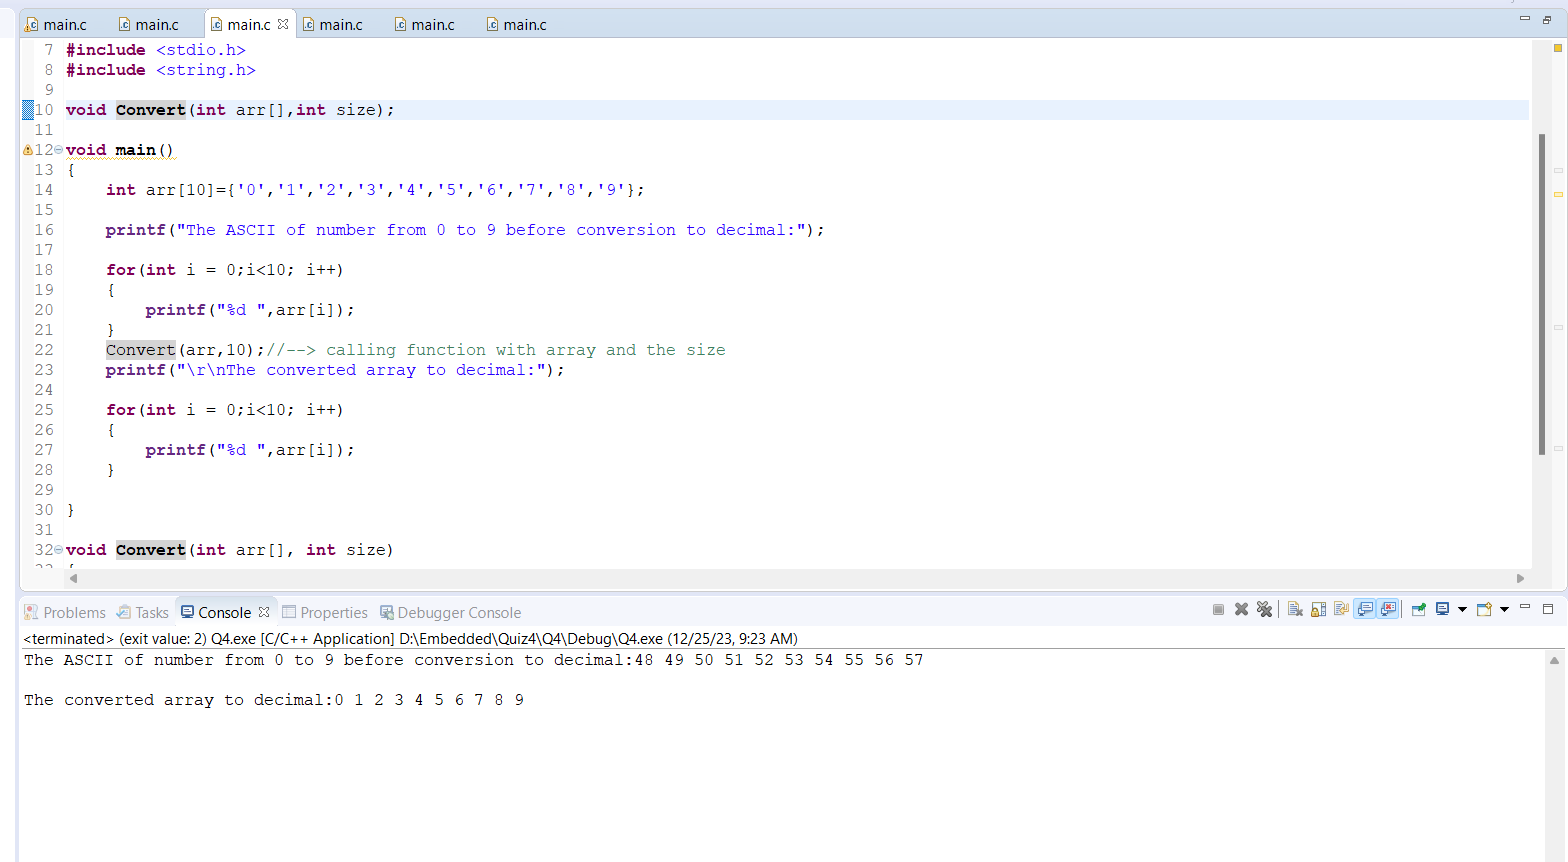 main.c main.c main.c main.c main.c main.c
7 #include <stdio.h>
8 #include <string.h>
9
10 void Convert(int arr[],int size);
11
12 void main()
13 {
14 int arr[10]={'0','1','2','3','4','5','6','7','8','9'};
15
16 printf("The ASCII of number from 0 to 9 before conversion to decimal:");
17
18 for(int i = 0;i<10; i++)
19 {
20 printf("%d ",arr[i]);
21 }
22 Convert(arr,10);//--> calling function with array and the size
23 printf("\r\nThe converted array to decimal:");
24
25 for(int i = 0;i<10; i++)
26 {
27 printf("%d ",arr[i]);
28 }
29
30 }
31
32 void Convert(int arr[], int size)
Problems Tasks Console Properties Debugger Console
<terminated> (exit value: 2) Q4.exe [C/C++ Application] D:\Embedded\Quiz4\Q4\Debug\Q4.exe (12/25/23, 9:23 AM)
The ASCII of number from 0 to 9 before conversion to decimal:48 49 50 51 52 53 54 55 56 57
The converted array to decimal:0 1 2 3 4 5 6 7 8 9